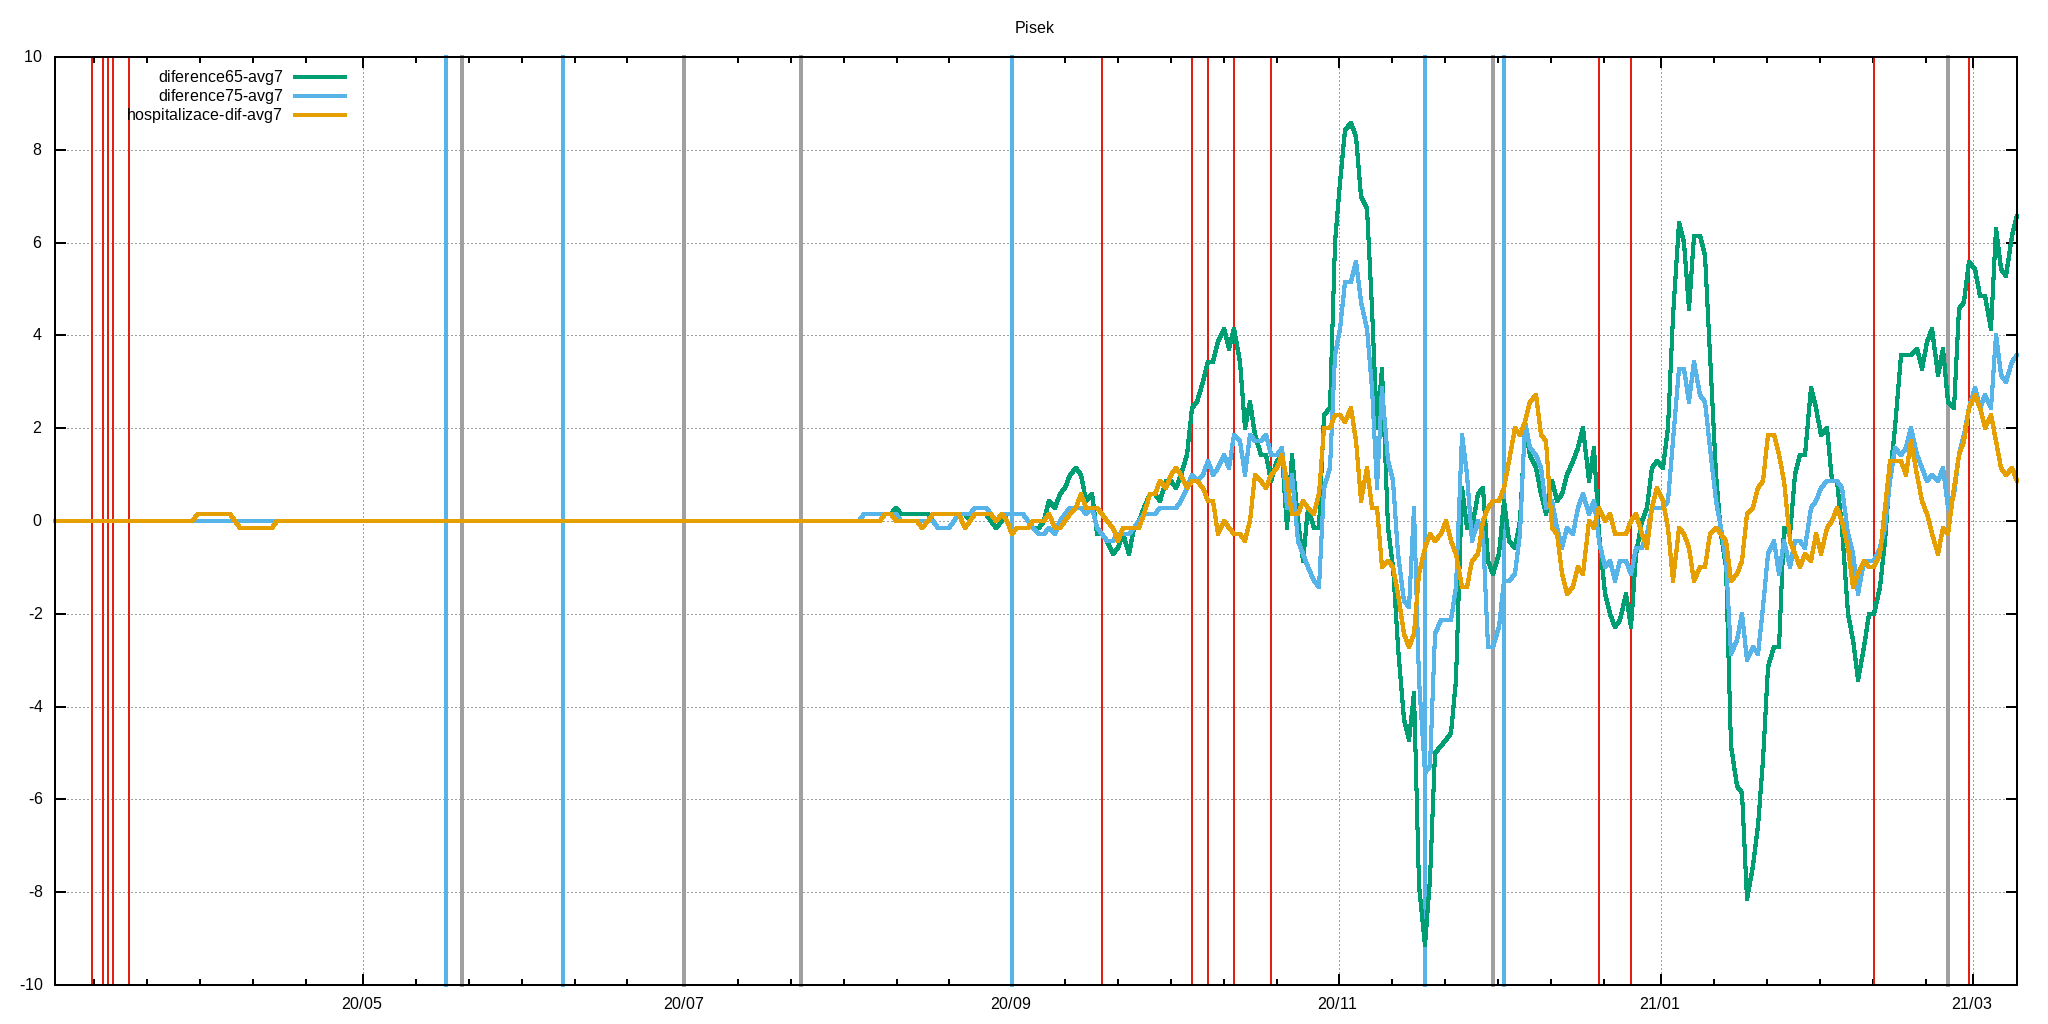 Pisek
diference65-avg7
diference75-avg7
hospitalizace-dif-avg7
10
8
6
4
2
0
-2
-4
-6
-8
-10
20/05 20/07 20/09 20/11 21/01 21/03